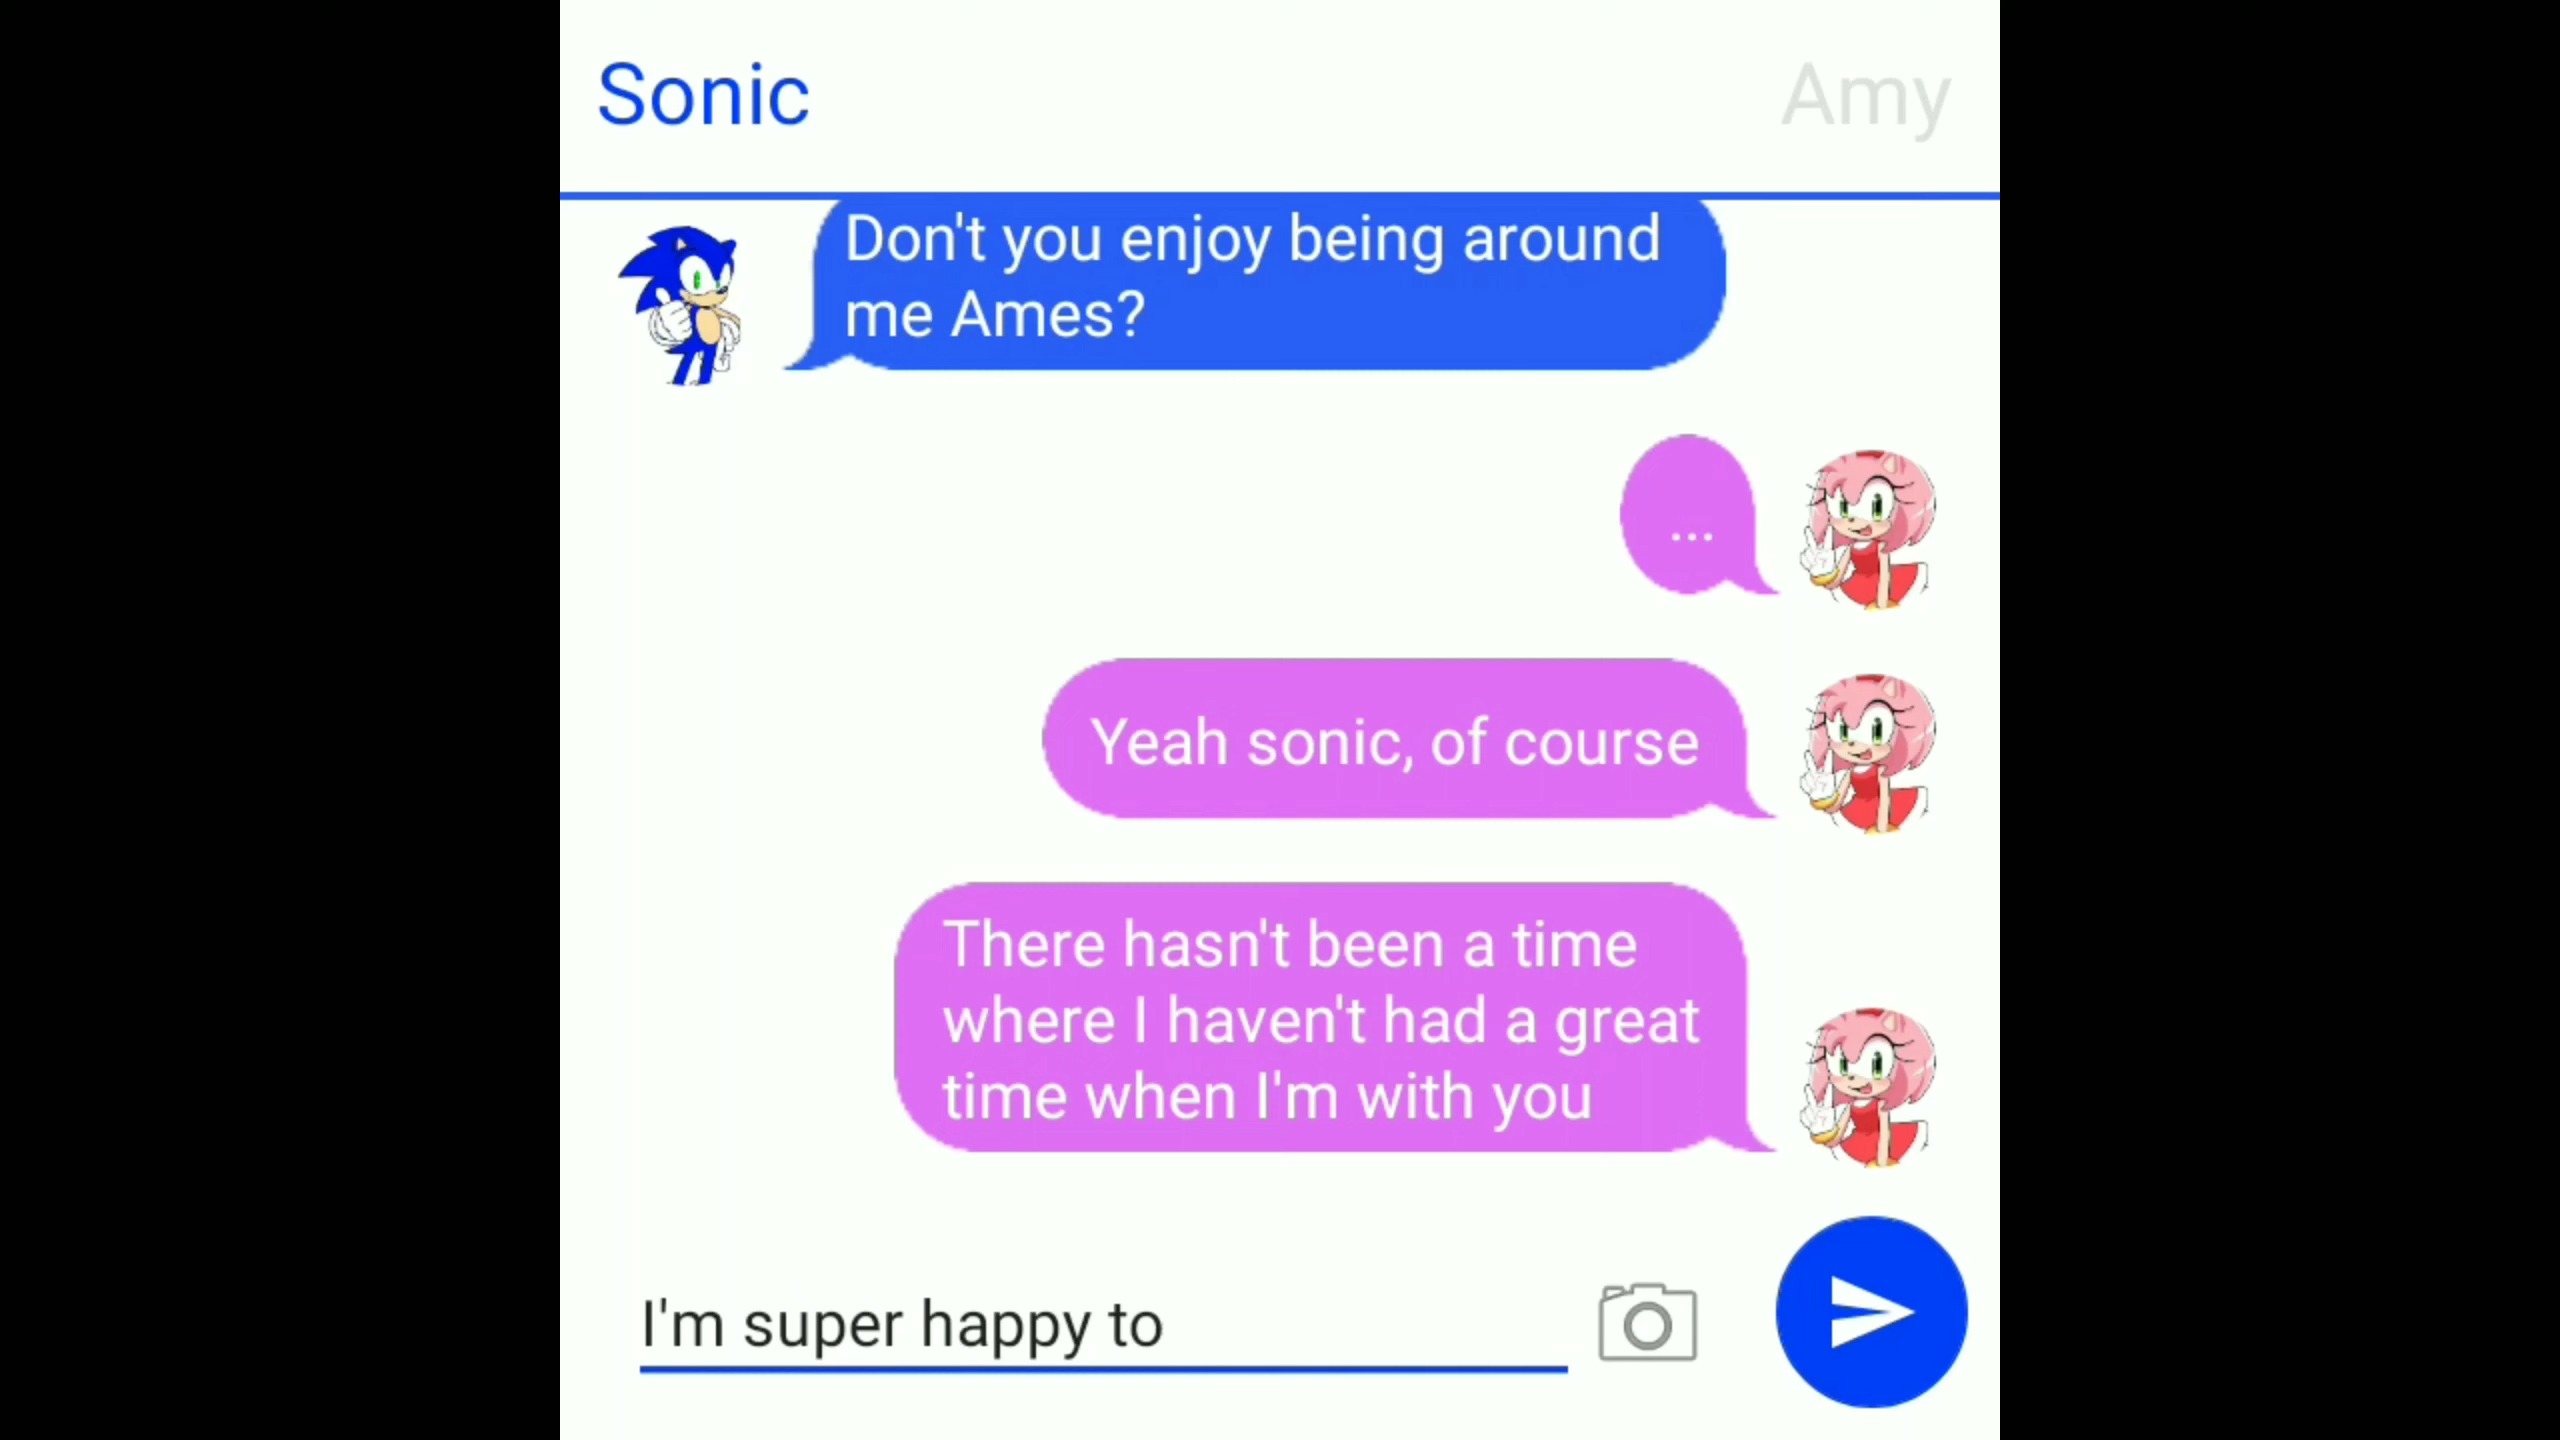 Sonic
Amy
Don't you enjoy being around
me Ames?
...
Yeah sonic, of course
There hasn't been a time
where I haven't had a great
time when I'm with you
I'm super happy to